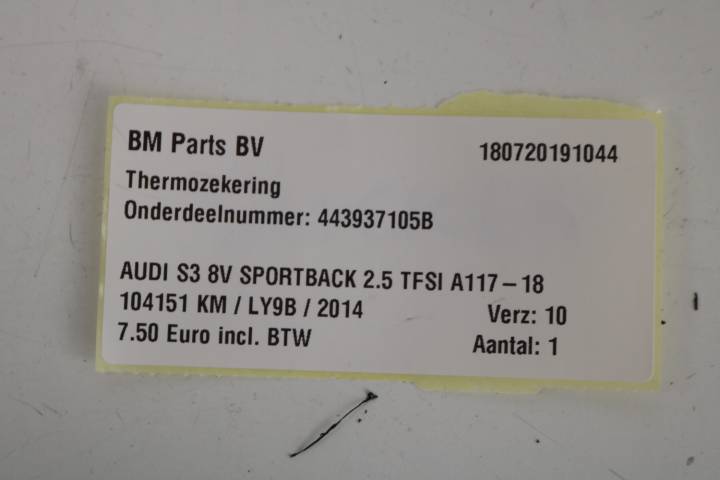 BM Parts BV 180720191044
Thermozekering
Onderdeelnummer: 443937105B
AUDI S3 8V SPORTBACK 2.5 TFSI A117-18
104151 KM / LY9B / 2014 Verz: 10
7.50 Euro incl. BTW Aantal: 1